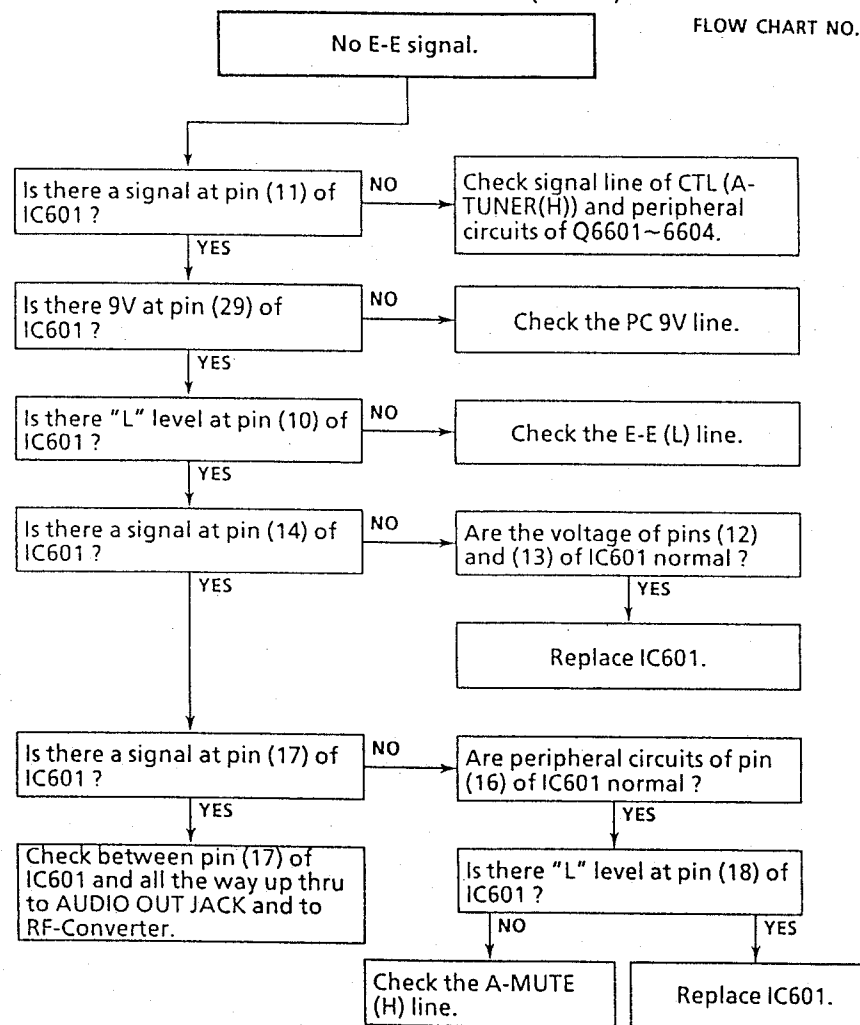 FLOW CHART NO.
No E-E signal.
Is there a signal at pin (11) of
IC601 ?
NO
Check signal line of CTL (A-
TUNER(H)) and peripheral
circuits of Q6601~6604.
YES
Is there 9V at pin (29) of
IC601 ?
NO
Check the PC 9V line.
YES
Is there "L" level at pin (10) of
IC601 ?
NO
Check the E-E (L) line.
YES
Is there a signal at pin (14) of
IC601 ?
NO
Are the voltage of pins (12)
and (13) of IC601 normal ?
YES
YES
Replace IC601.
Is there a signal at pin (17) of
IC601 ?
NO
Are peripheral circuits of pin
(16) of IC601 normal ?
YES
YES
Check between pin (17) of
IC601 and all the way up thru
to AUDIO OUT JACK and to
RF-Converter.
Is there "L" level at pin (18) of
IC601 ?
NO
YES
Check the A-MUTE
(H) line.
Replace IC601.